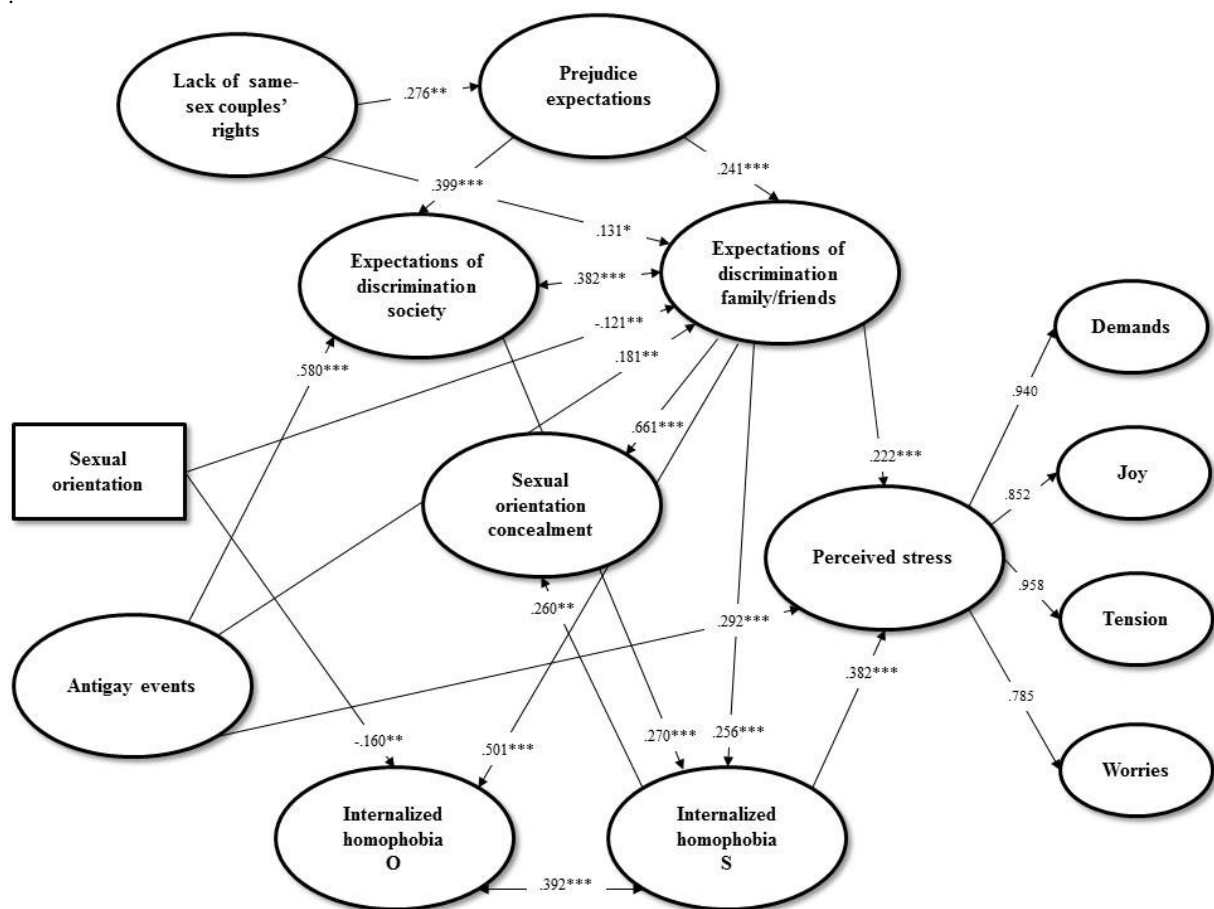 .
Lack of same-
sex couples'
rights
.276**
Prejudice
expectations
.399***
.241***
.131*
Expectations of
discrimination
society
.382***
Expectations of
discrimination
family/friends
-.121**
.181**
.580***
Demands
.940
Sexual
orientation
.661***
Sexual
orientation
concealment
.222***
Joy
.852
Perceived stress
.958
Tension
.260**
.292***
Antigay events
.382***
.785
-.160**
.501***
.270***
.256***
Worries
Internalized
homophobia
O
Internalized
homophobia
S
.392***